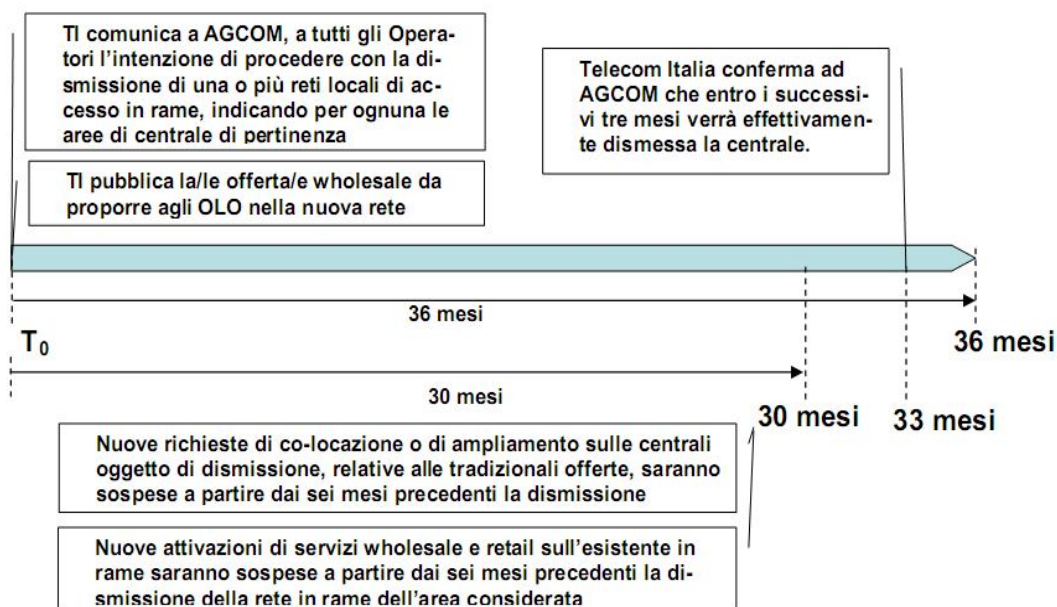 TI comunica a AGCOM, a tutti gli Opera-
tori l'intenzione di procedere con la di-
smissione di una o più reti locali di ac-
cesso in rame, indicando per ognuna le
aree di centrale di pertinenza
TI pubblica la/le offerta/e wholesale da
proporre agli OLO nella nuova rete
Telecom Italia conferma ad
AGCOM che entro i successi-
vi tre mesi verrà effettivamen-
te dismessa la centrale.
36 mesi
T0
36 mesi
30 mesi
30 mesi
33 mesi
Nuove richieste di co-locazione o di ampliamento sulle centrali
oggetto di dismissione, relative alle tradizionali offerte, saranno
sospese a partire dai sei mesi precedenti la dismissione
Nuove attivazioni di servizi wholesale e retail sull'esistente in
rame saranno sospese a partire dai sei mesi precedenti la di-
smissione della rete in rame dell'area considerata